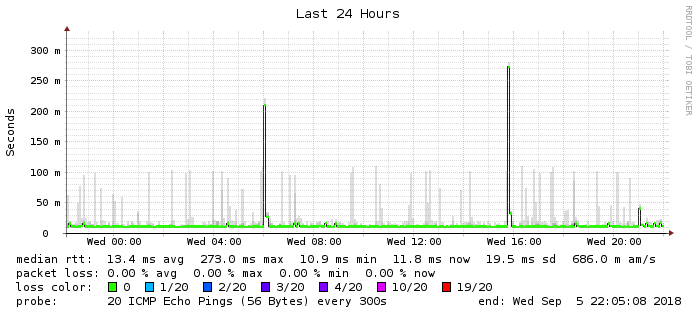 Last 24 Hours
RRDTOOL / TOBI OETIKER
Seconds
300 m
250 m
200 m
150 m
100 m
50 m
0
Wed 00:00 Wed 04:00 Wed 08:00 Wed 12:00 Wed 16:00 Wed 20:00
median rtt: 13.4 ms avg 273.0 ms max 10.9 ms min 11.8 ms now 19.5 ms sd 686.0 m am/s
packet loss: 0.00 % avg 0.00 % max 0.00 % min 0.00 % now
loss color: 0 1/20 2/20 3/20 4/20 10/20 19/20
probe: 20 ICMP Echo Pings (56 Bytes) every 300s end: Wed Sep 5 22:05:08 2018